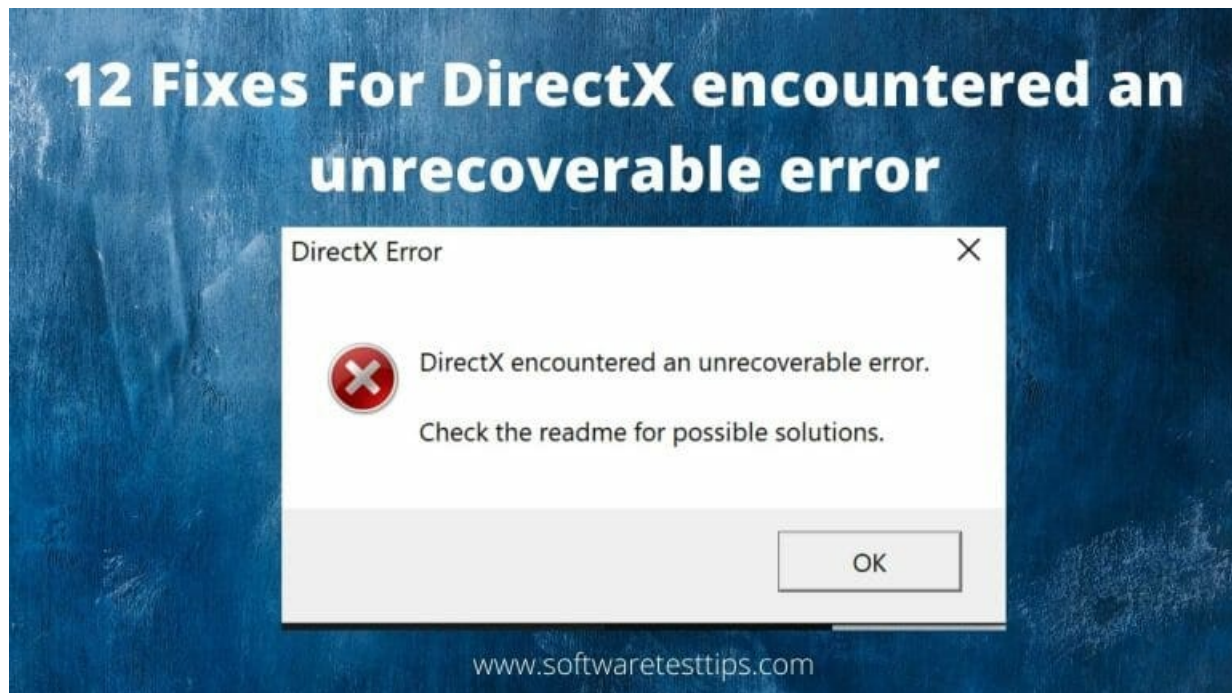 12 Fixes For DirectX encountered an
unrecoverable error
DirectX Error
DirectX encountered an unrecoverable error.
Check the readme for possible solutions.
OK
www.softwaretesttips.com